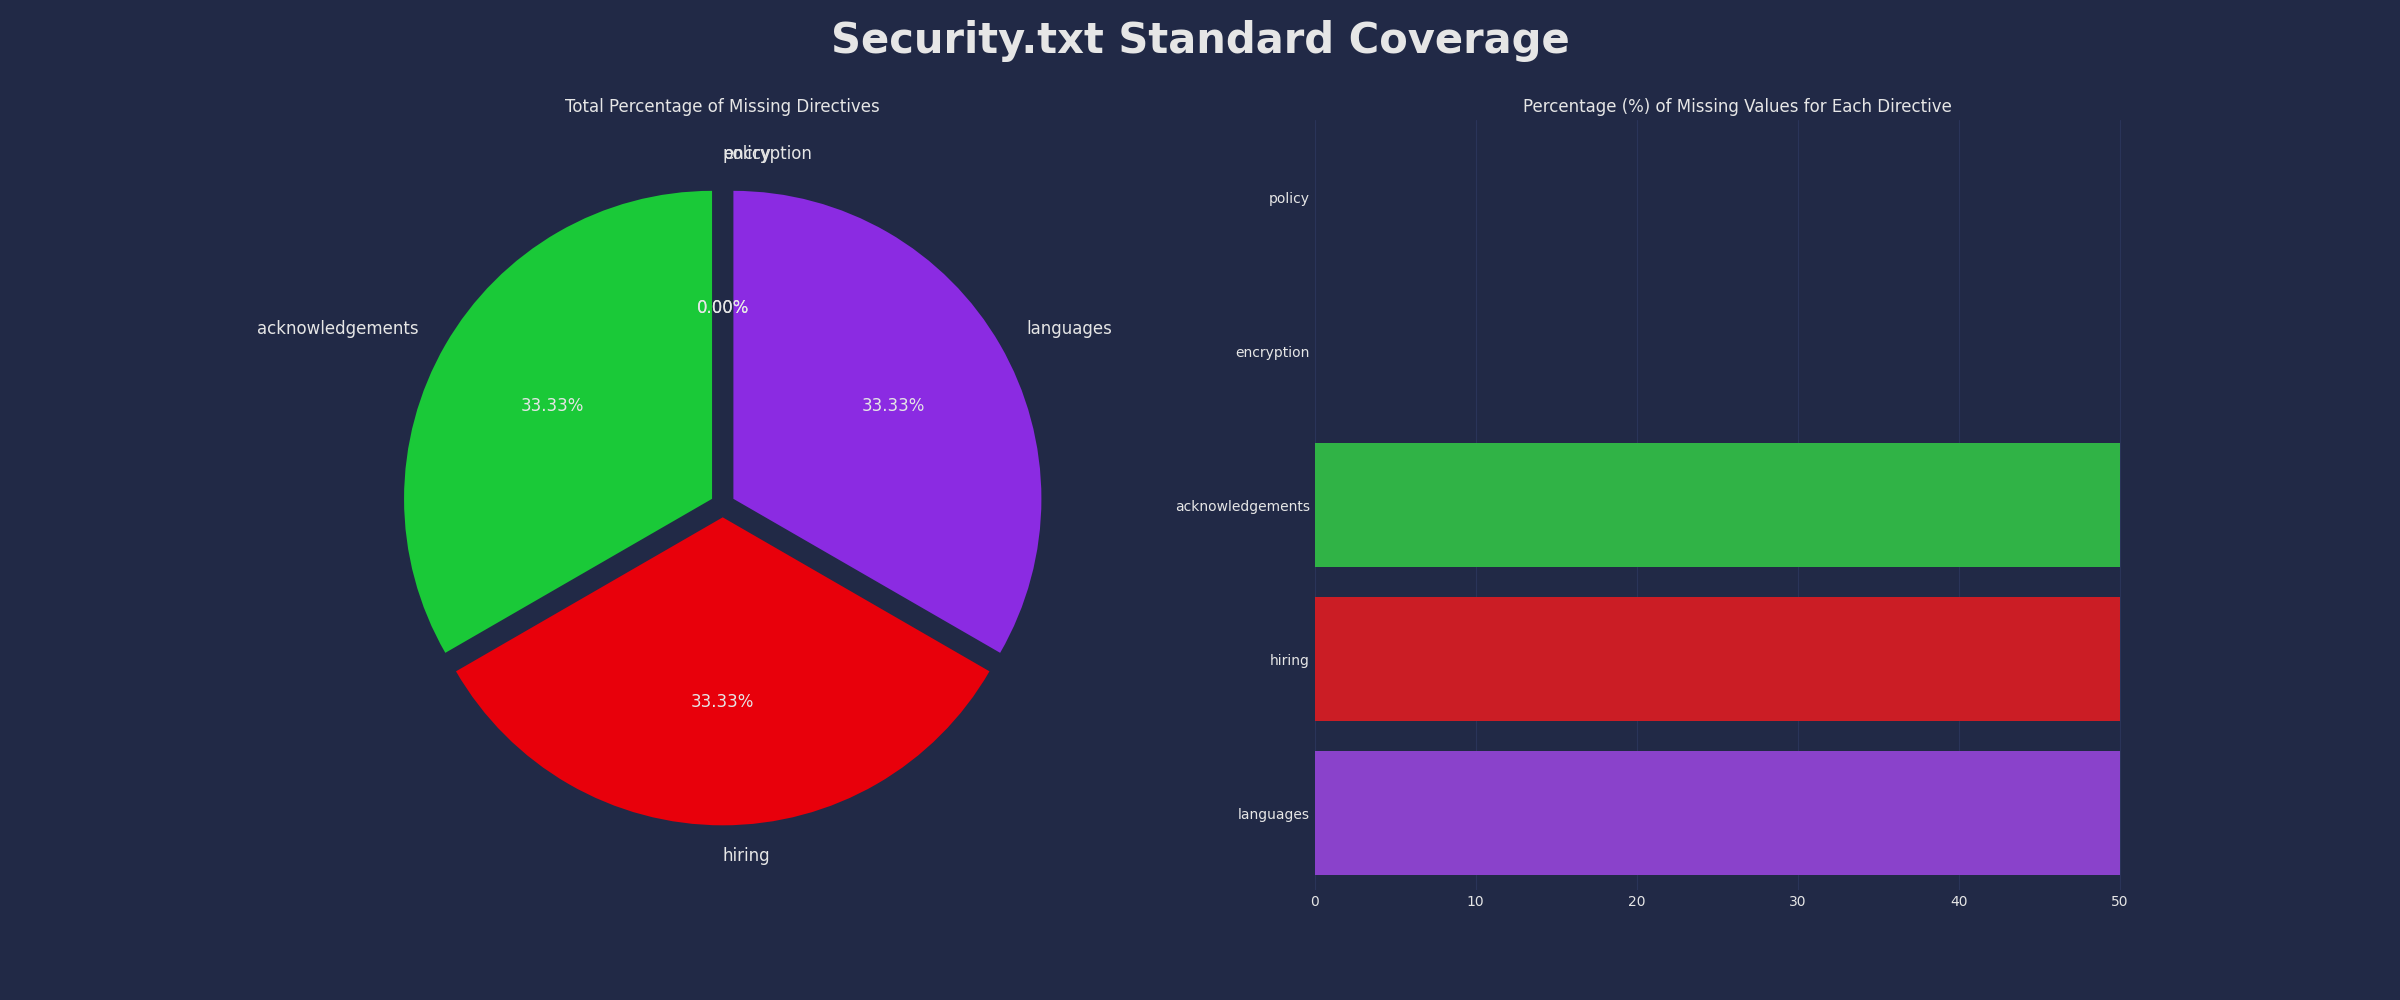 Security.txt Standard Coverage
Total Percentage of Missing Directives
policy
encryption
acknowledgements
languages
0.00%
33.33%
33.33%
33.33%
hiring
Percentage (%) of Missing Values for Each Directive
policy
encryption
acknowledgements
hiring
languages
0 10 20 30 40 50